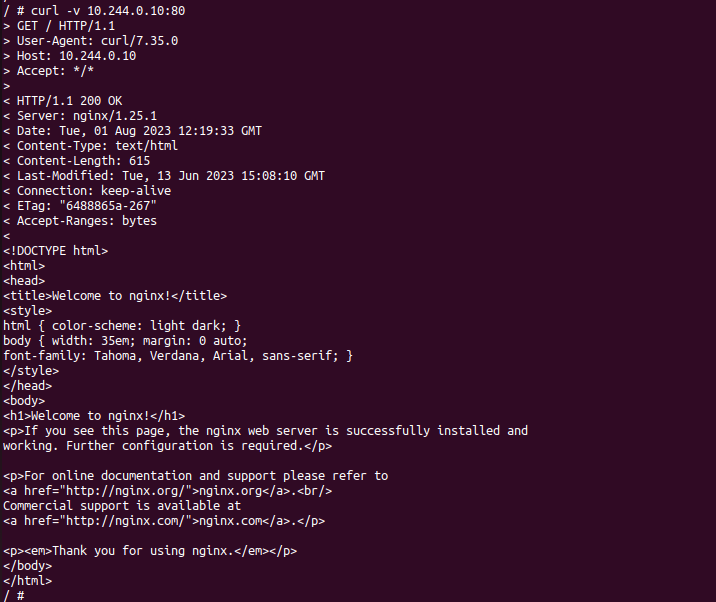 / # curl -v 10.244.0.10:80
> GET / HTTP/1.1
> User-Agent: curl/7.35.0
> Host: 10.244.0.10
> Accept: */*
>
< HTTP/1.1 200 OK
< Server: nginx/1.25.1
< Date: Tue, 01 Aug 2023 12:19:33 GMT
< Content-Type: text/html
< Content-Length: 615
< Last-Modified: Tue, 13 Jun 2023 15:08:10 GMT
< Connection: keep-alive
< ETag: "6488865a-267"
< Accept-Ranges: bytes
<
<!DOCTYPE html>
<html>
<head>
<title>Welcome to nginx!</title>
<style>
html { color-scheme: light dark; }
body { width: 35em; margin: 0 auto;
font-family: Tahoma, Verdana, Arial, sans-serif; }
</style>
</head>
<body>
<h1>Welcome to nginx!</h1>
<p>If you see this page, the nginx web server is successfully installed and
working. Further configuration is required.</p>

<p>For online documentation and support please refer to
<a href="http://nginx.org/">nginx.org</a>.<br/>
Commercial support is available at
<a href="http://nginx.com/">nginx.com</a>.</p>

<p><em>Thank you for using nginx.</em></p>
</body>
</html>
/ #